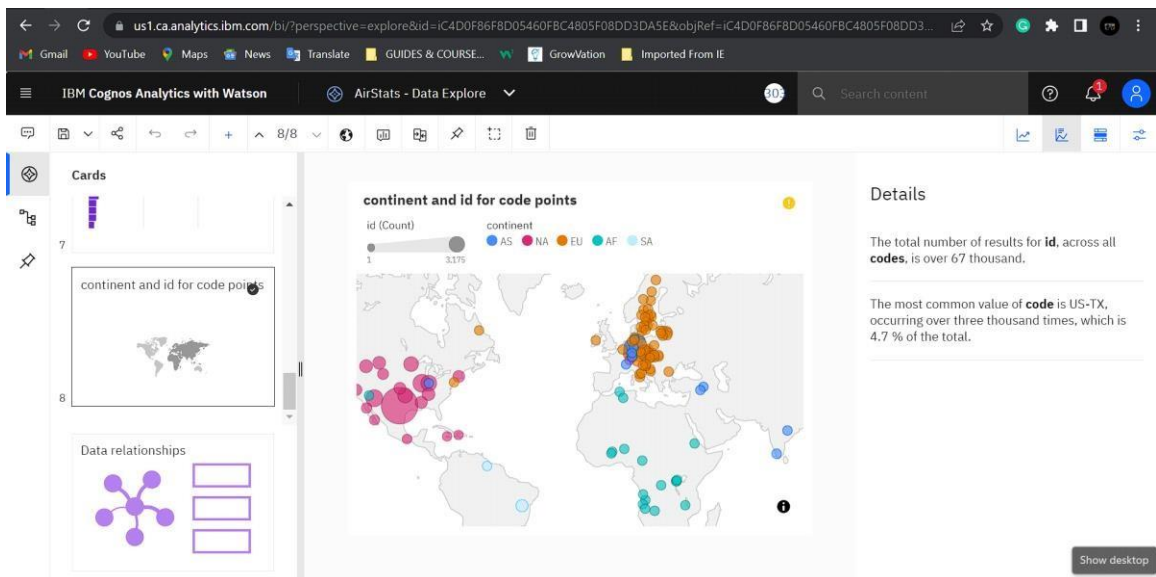 us1.ca.analytics.ibm.com/bi/?perspective=explore&id=iC4D0F86F8D05460FBC4805F08DD3DA5E&objRef=iC4D0F86F8D05460FBC4805F08DD3...
Gmail YouTube Maps News Translate GUIDES & COURSE... GrowVation Imported From IE
IBM Cognos Analytics with Watson AirStats - Data Explore 303 Search content 1
8/8
Cards
7
continent and id for code points
8
Data relationships
continent and id for code points
id (Count) continent
AS NA EU AF SA
1 3,175
Details
The total number of results for id, across all
codes, is over 67 thousand.
The most common value of code is US-TX,
occurring over three thousand times, which is
4.7 % of the total.
Show desktop